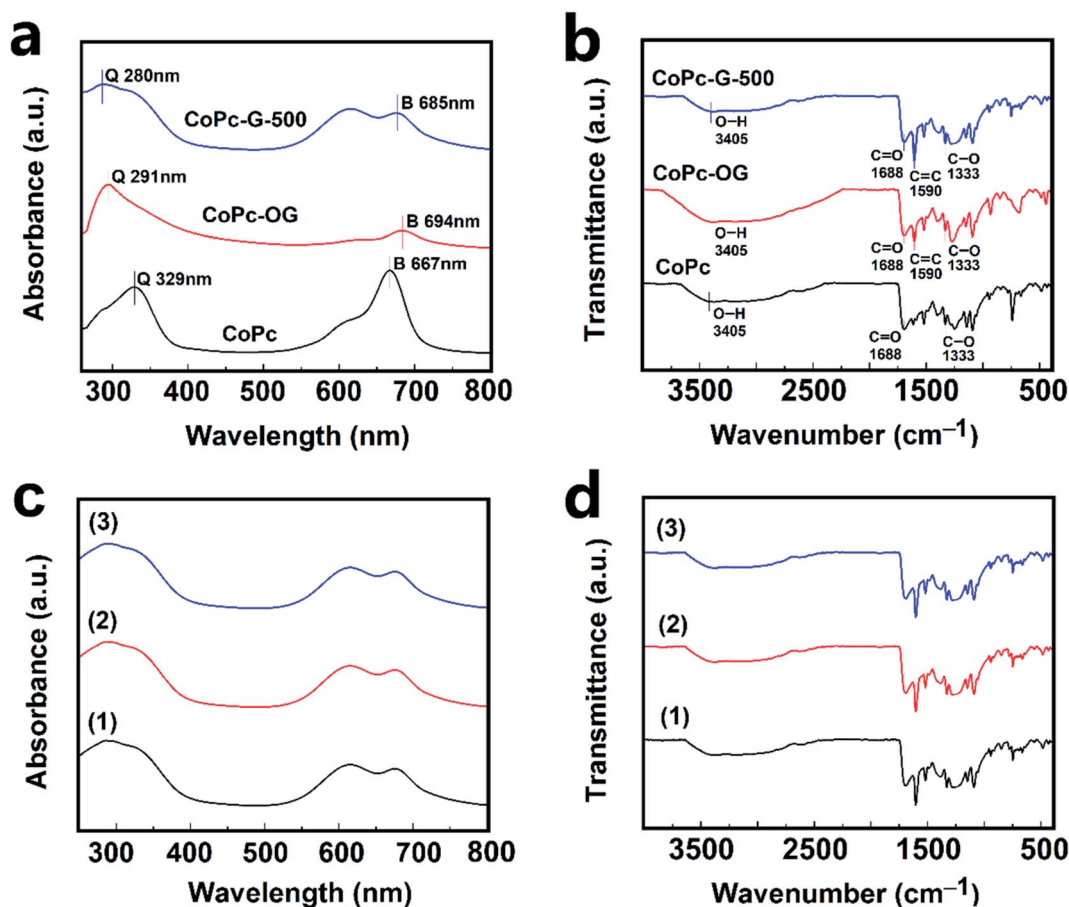 a
Q 280nm
CoPc-G-500
B 685nm
Q 291nm
CoPc-OG
B 694nm
Q 329nm
CoPc
B 667nm
Absorbance (a.u.)
300 400 500 600 700 800
Wavelength (nm)
b
CoPc-G-500
O–H
3405
C=O
1688
C=C
1590
C–O
1333
CoPc-OG
O–H
3405
C=O
1688
C=C
1590
C–O
1333
CoPc
O–H
3405
C=O
1688
C–O
1333
Transmittance (a.u.)
3500 2500 1500 500
Wavenumber (cm⁻¹)
c
(3)
(2)
(1)
Absorbance (a.u.)
300 400 500 600 700 800
Wavelength (nm)
d
(3)
(2)
(1)
Transmittance (a.u.)
3500 2500 1500 500
Wavenumber (cm⁻¹)